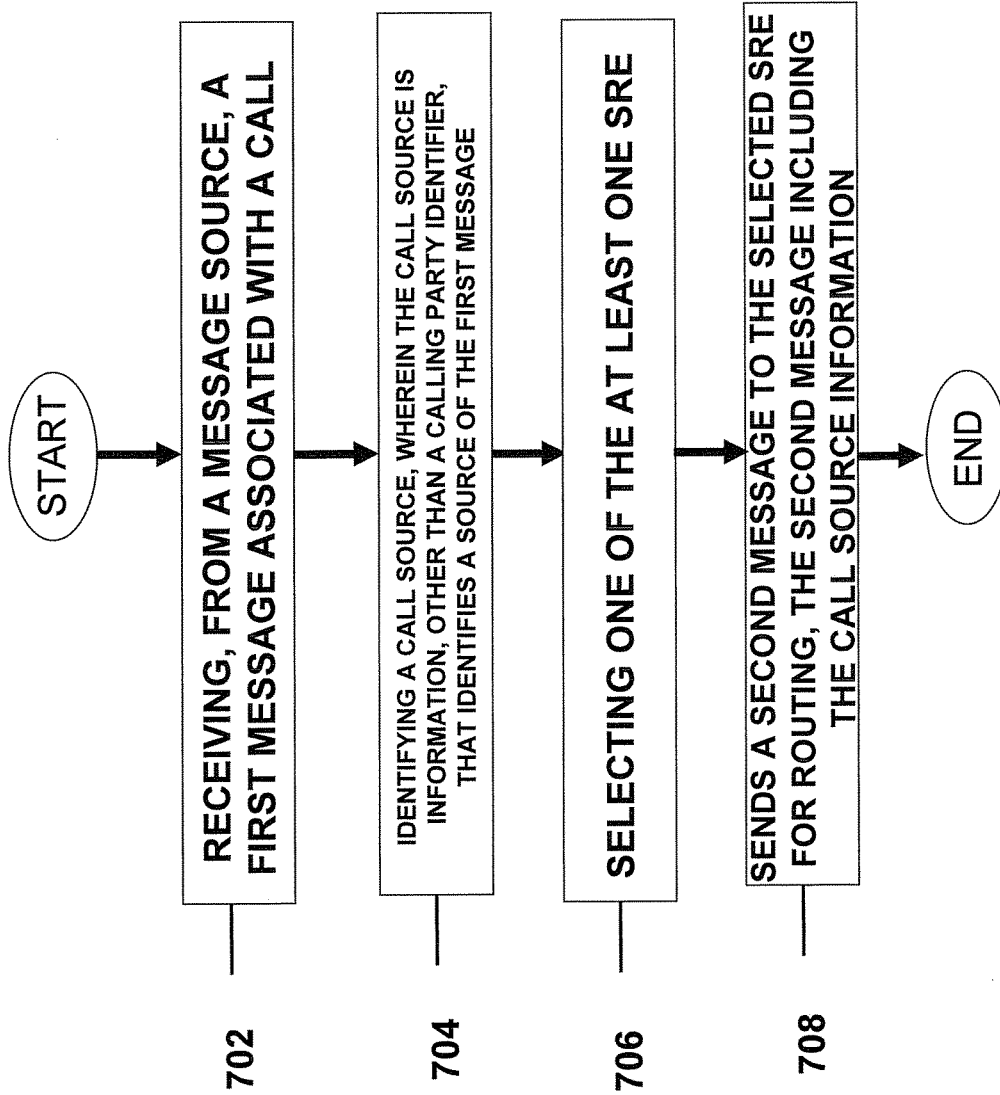 START
702
RECEIVING, FROM A MESSAGE SOURCE, A
FIRST MESSAGE ASSOCIATED WITH A CALL
704
IDENTIFYING A CALL SOURCE, WHEREIN THE CALL SOURCE IS
INFORMATION, OTHER THAN A CALLING PARTY IDENTIFIER,
THAT IDENTIFIES A SOURCE OF THE FIRST MESSAGE
706
SELECTING ONE OF THE AT LEAST ONE SRE
708
SENDS A SECOND MESSAGE TO THE SELECTED SRE
FOR ROUTING, THE SECOND MESSAGE INCLUDING
THE CALL SOURCE INFORMATION
END